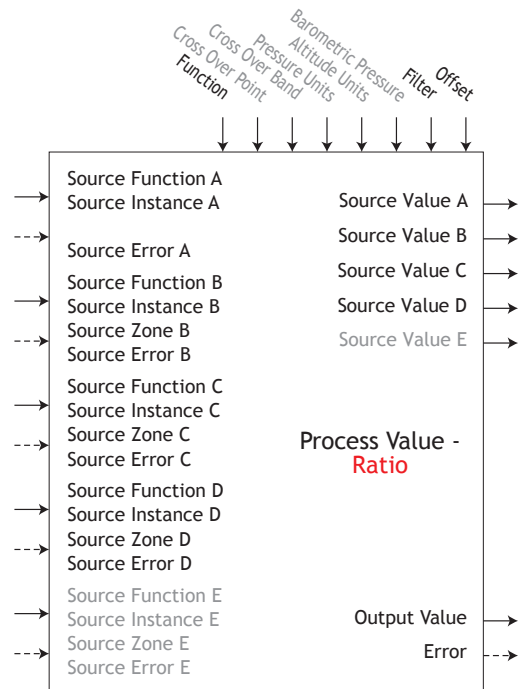 Function
Cross Over Point
Cross Over Band
Pressure Units
Altitude Units
Barometric Pressure
Filter
Offset
Source Function A
Source Instance A
Source Error A
Source Function B
Source Instance B
Source Zone B
Source Error B
Source Function C
Source Instance C
Source Zone C
Source Error C
Source Function D
Source Instance D
Source Zone D
Source Error D
Source Function E
Source Instance E
Source Zone E
Source Error E
Source Value A
Source Value B
Source Value C
Source Value D
Source Value E
Process Value -
Ratio
Output Value
Error